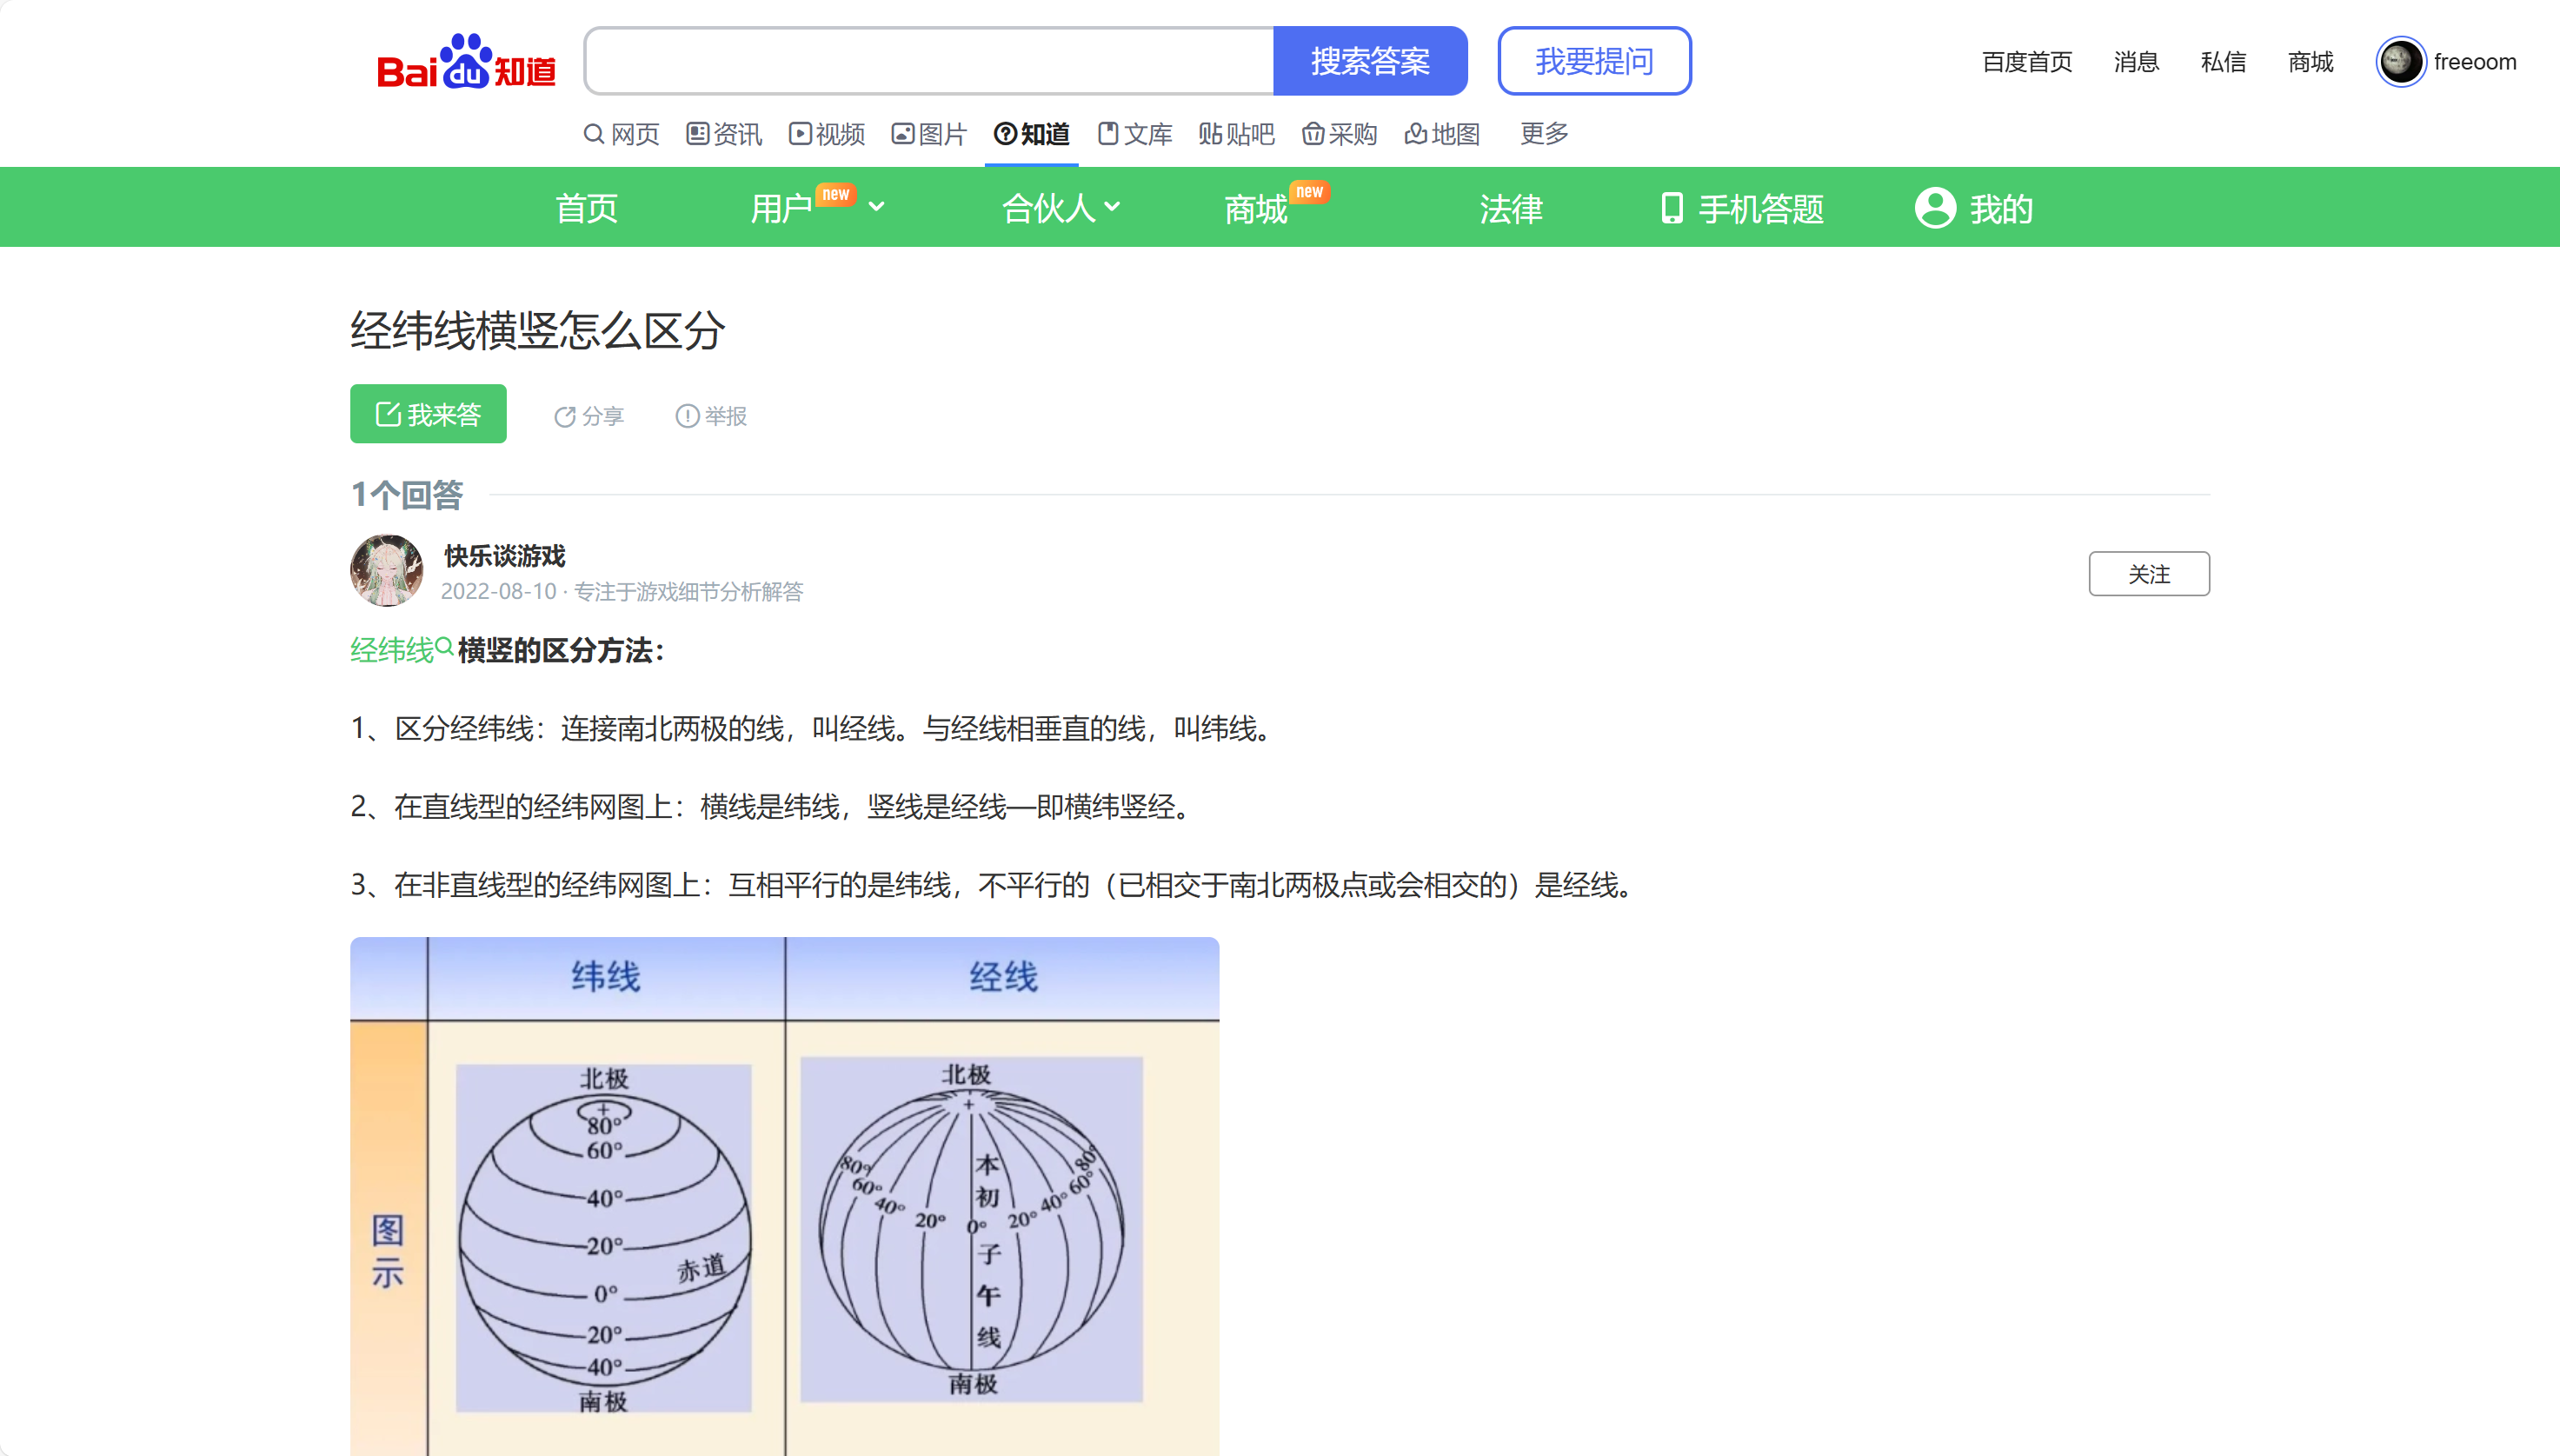 Bai du 知道
搜索答案
我要提问
百度首页 消息 私信 商城 freeoom
网页 资讯 视频 图片 知道 文库 贴吧 采购 地图 更多
首页 用户 new 合伙人 商城 new 法律 手机答题 我的
经纬线横竖怎么区分
我来答 分享 举报
1个回答
快乐谈游戏
2022-08-10 · 专注于游戏细节分析解答
关注
经纬线横竖的区分方法：
1、区分经纬线：连接南北两极的线，叫经线。与经线相垂直的线，叫纬线。
2、在直线型的经纬网图上：横线是纬线，竖线是经线—即横纬竖经。
3、在非直线型的经纬网图上：互相平行的是纬线，不平行的（已相交于南北两极点或会相交的）是经线。
纬线 经线
图示
北极
80°
60°
40°
20°
赤道
0°
20°
40°
南极
北极
80° 60° 40° 20° 0° 20° 40° 60° 80°
本初子午线
南极